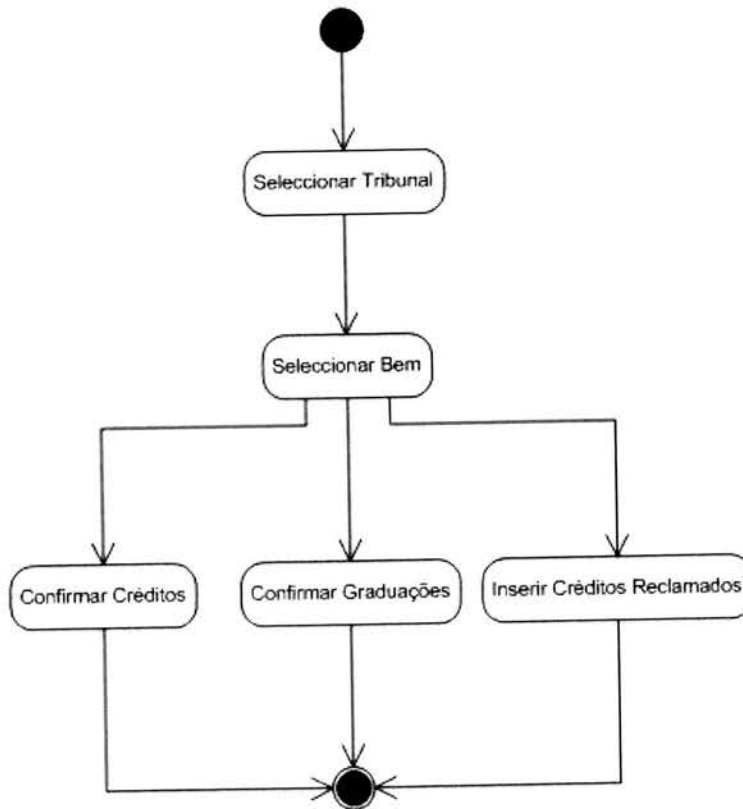 Seleccionar Tribunal
Seleccionar Bem
Confirmar Créditos
Confirmar Graduações
Inserir Créditos Reclamados